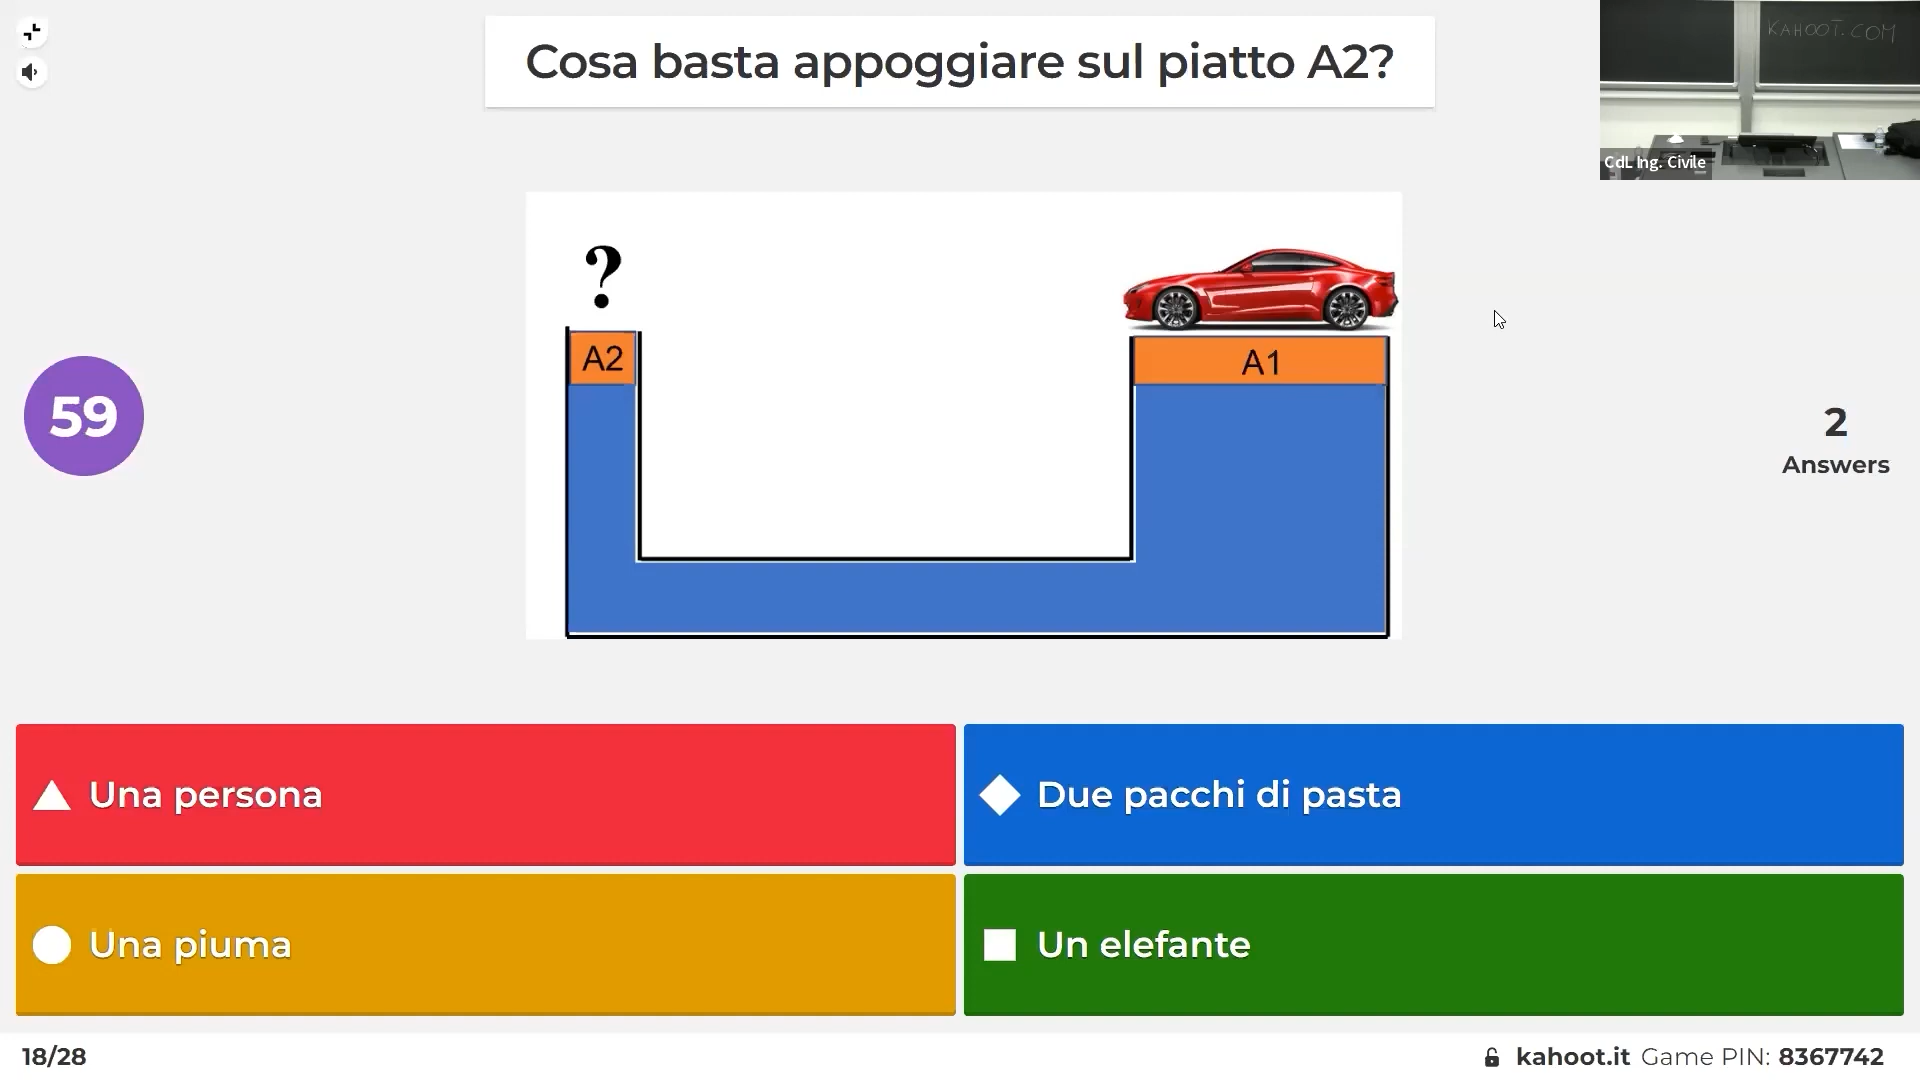 Cosa basta appoggiare sul piatto A2?
KAHOOT.COM
CdL Ing. Civile
?
A2
A1
59
2
Answers
Una persona
Due pacchi di pasta
Una piuma
Un elefante
18/28
kahoot.it Game PIN: 8367742